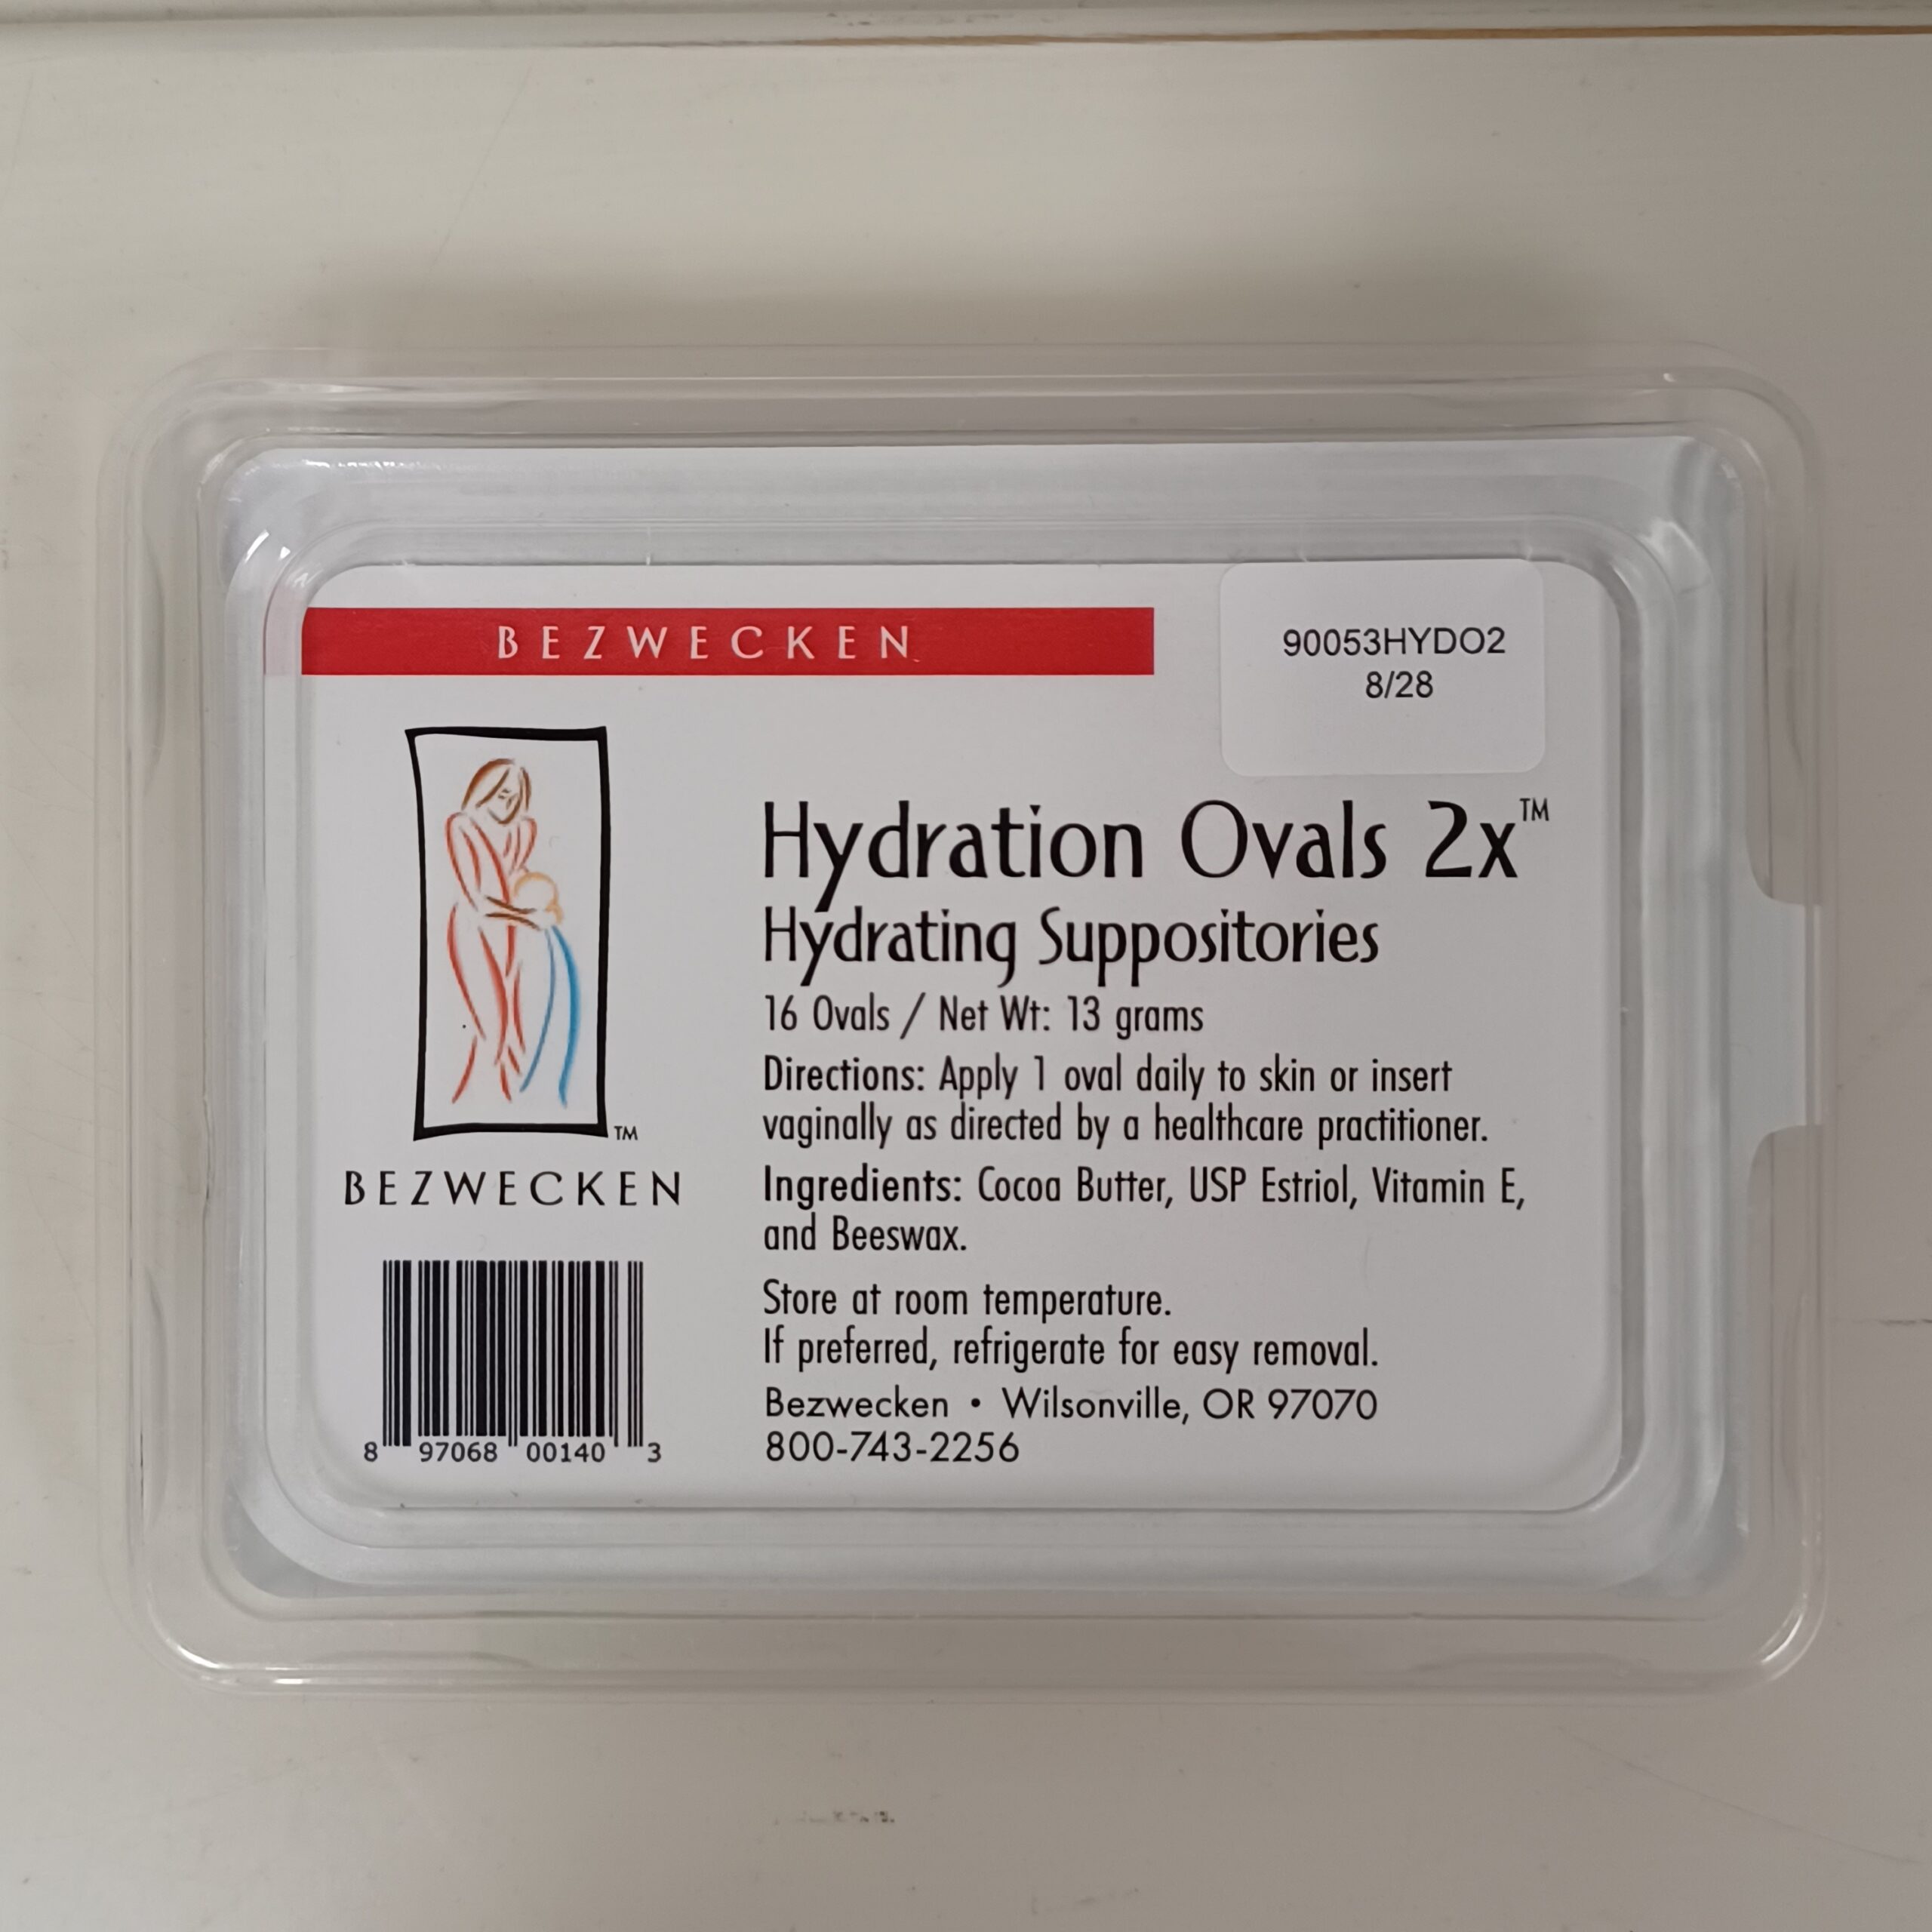 BEZWECKEN
90053HYDO2
8/28
Hydration Ovals 2x™
Hydrating Suppositories
16 Ovals / Net Wt: 13 grams
Directions: Apply 1 oval daily to skin or insert
vaginally as directed by a healthcare practitioner.
Ingredients: Cocoa Butter, USP Estriol, Vitamin E,
and Beeswax.
Store at room temperature.
If preferred, refrigerate for easy removal.
Bezwecken • Wilsonville, OR 97070
800-743-2256
TM
BEZWECKEN
8 97068 00140 3